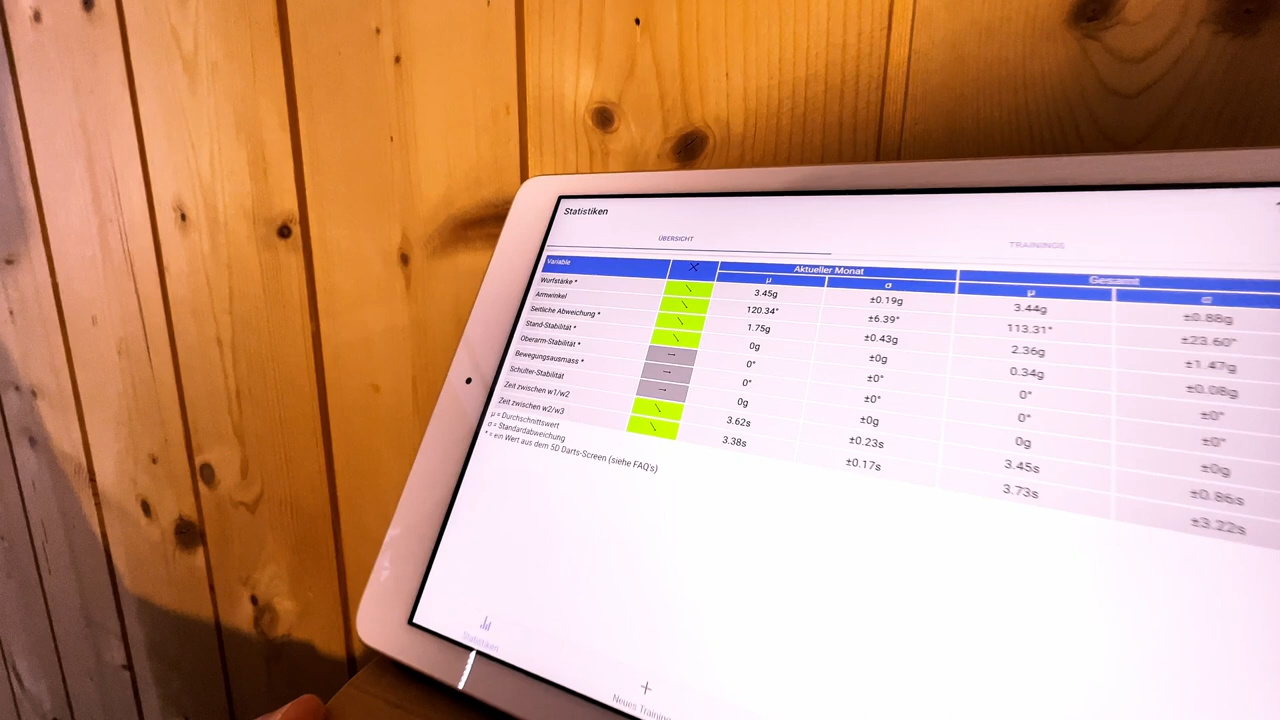 Statistiken
ÜBERSICHT TRAININGS
Variable Aktueller Monat Gesamt
μ σ μ σ
Wurfstärke * 3.45g ±0.19g 3.44g ±0.88g
Armwinkel 120.34° ±6.39° 113.31° ±23.60°
Seitliche Abweichung * 1.75g ±0.43g 2.36g ±1.47g
Stand-Stabilität * 0g ±0g 0.34g ±0.08g
Oberarm-Stabilität * 0° ±0° 0° ±0°
Bewegungsausmass * 0° ±0° 0° ±0°
Schulter-Stabilität 0g ±0g 0g ±0g
Zeit zwischen w1/w2 3.62s ±0.23s 3.45s ±0.86s
Zeit zwischen w2/w3 3.38s ±0.17s 3.73s ±3.22s
μ = Durchschnittswert
σ = Standardabweichung
* = ein Wert aus dem 5D Darts-Screen (siehe FAQ's)
Statistiken
Neues Training